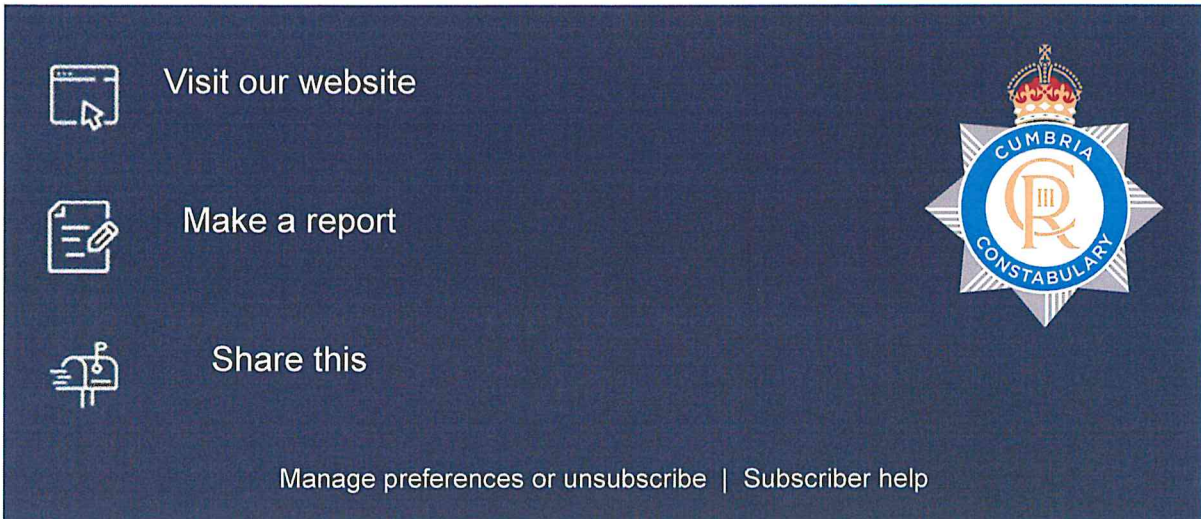 Visit our website
CUMBRIA
CR III
CONSTABULARY
Make a report
Share this
Manage preferences or unsubscribe | Subscriber help